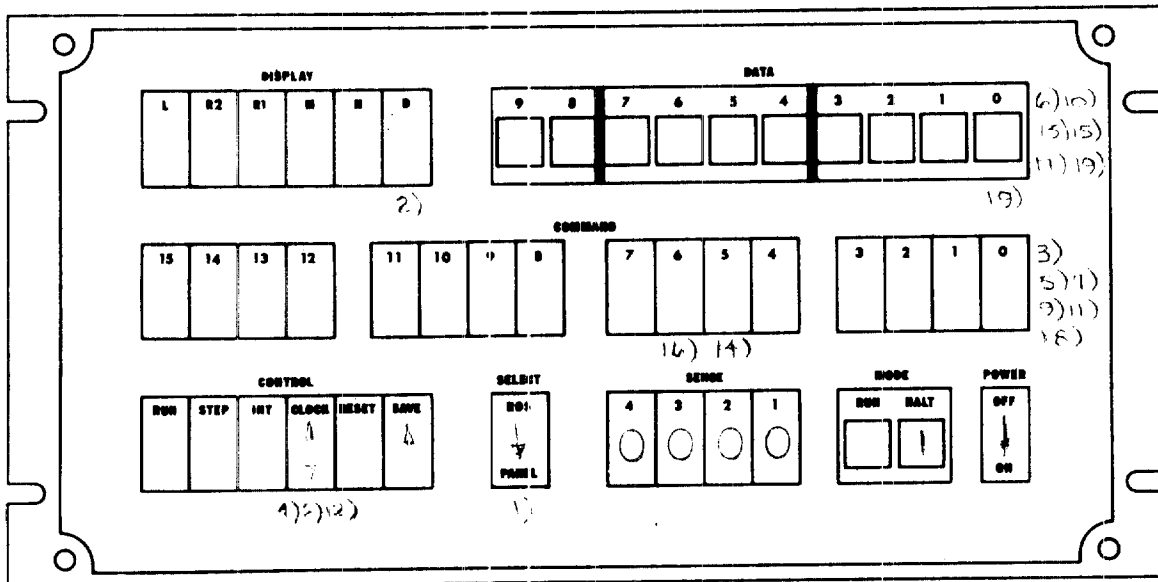 DISPLAY DATA
L R2 R1 M N D 9 8 7 6 5 4 3 2 1 0 6) 10)
13) 15)
11) 19)
2) 19)
COMMAND
15 14 13 12 11 10 9 8 7 6 5 4 3 2 1 0 3)
5) 7)
9) 11)
18)
16) 14)
CONTROL SELECT SENSE MODE POWER
RUN STEP INT CLOCK RESET SAVE ROS 4 3 2 1 RUN HALT OFF
PANEL ON
1)